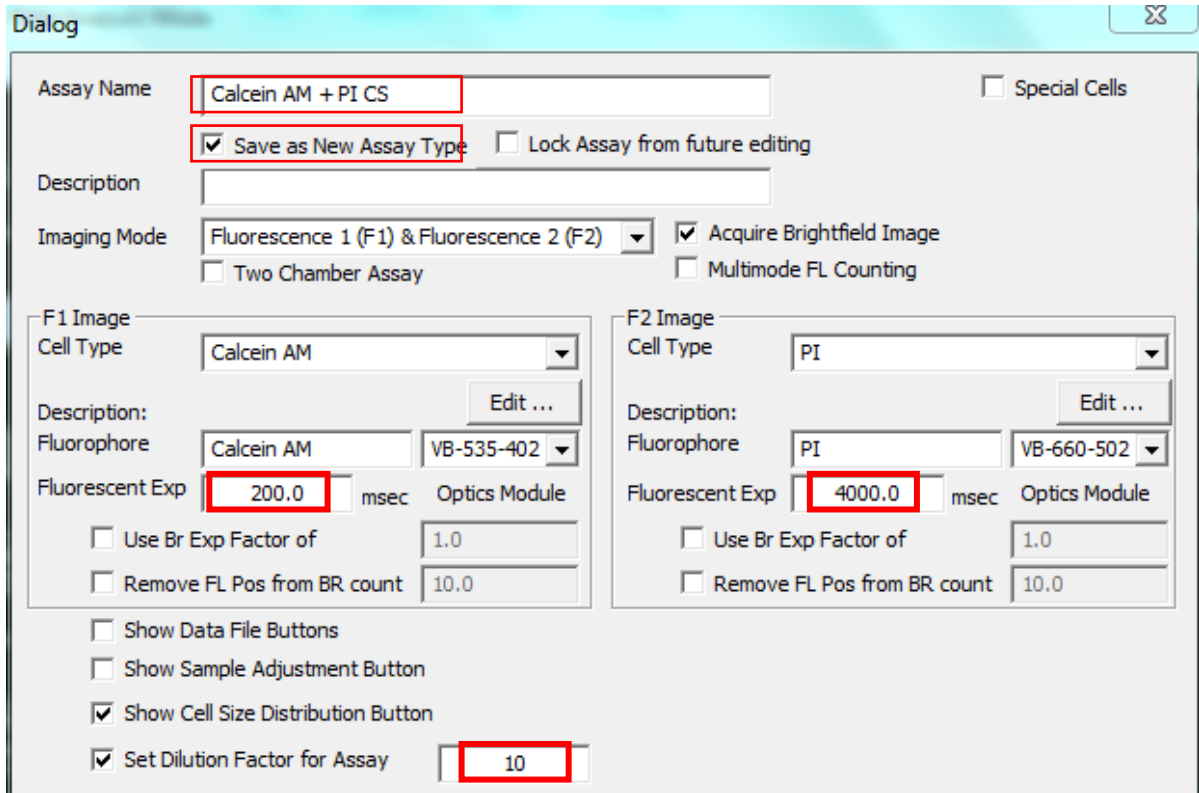 Dialog
Assay Name Calcein AM + PI CS Special Cells
Save as New Assay Type Lock Assay from future editing
Description
Imaging Mode Fluorescence 1 (F1) & Fluorescence 2 (F2) Acquire Brightfield Image
Two Chamber Assay Multimode FL Counting
F1 Image
Cell Type Calcein AM
Edit ...
Description:
Fluorophore Calcein AM VB-535-402
Fluorescent Exp 200.0 msec Optics Module
Use Br Exp Factor of 1.0
Remove FL Pos from BR count 10.0
F2 Image
Cell Type PI
Edit ...
Description:
Fluorophore PI VB-660-502
Fluorescent Exp 4000.0 msec Optics Module
Use Br Exp Factor of 1.0
Remove FL Pos from BR count 10.0
Show Data File Buttons
Show Sample Adjustment Button
Show Cell Size Distribution Button
Set Dilution Factor for Assay 10